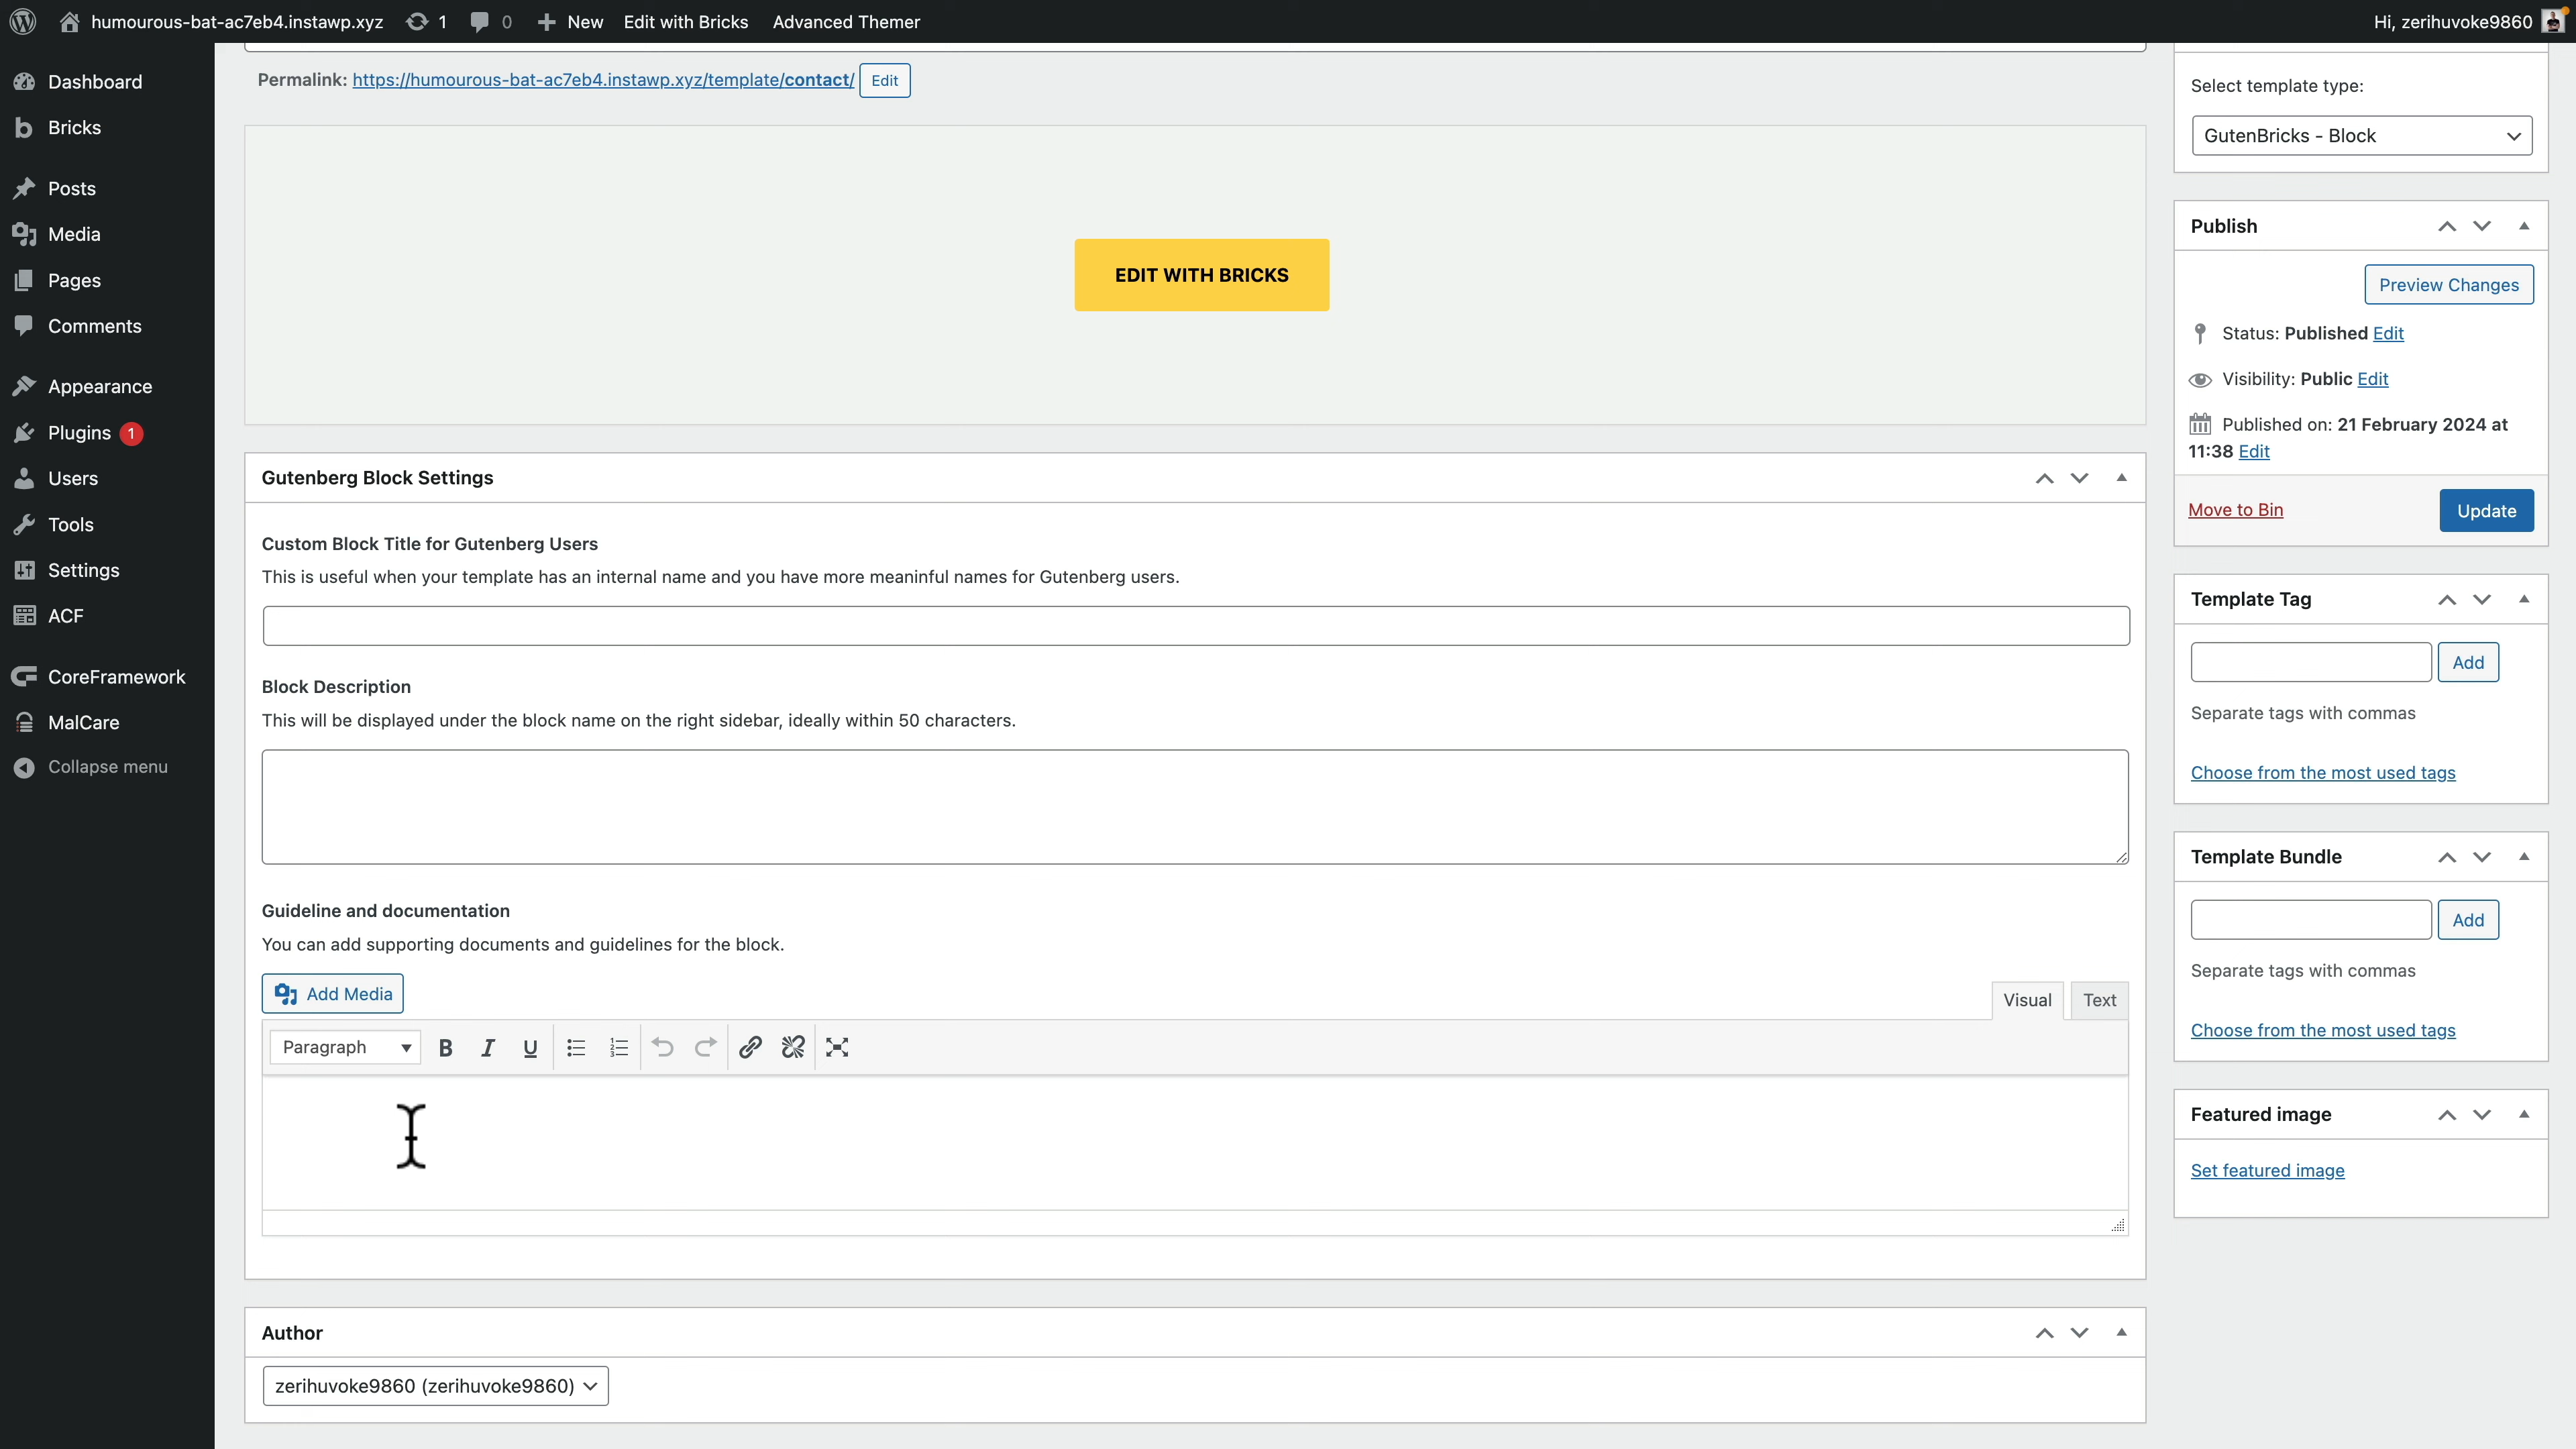 humourous-bat-ac7eb4.instawp.xyz 1 0 New Edit with Bricks Advanced Themer Hi, zerihuvoke9860
Dashboard
Bricks
Posts
Media
Pages
Comments
Appearance
Plugins 1
Users
Tools
Settings
ACF
CoreFramework
MalCare
Collapse menu
Permalink: https://humourous-bat-ac7eb4.instawp.xyz/template/contact/ Edit
EDIT WITH BRICKS
Gutenberg Block Settings
Custom Block Title for Gutenberg Users
This is useful when your template has an internal name and you have more meaninful names for Gutenberg users.
Block Description
This will be displayed under the block name on the right sidebar, ideally within 50 characters.
Guideline and documentation
You can add supporting documents and guidelines for the block.
Add Media
Visual Text
Paragraph B I U
Author
zerihuvoke9860 (zerihuvoke9860)
Select template type:
GutenBricks - Block
Publish
Preview Changes
Status: Published Edit
Visibility: Public Edit
Published on: 21 February 2024 at
11:38 Edit
Move to Bin Update
Template Tag
Add
Separate tags with commas
Choose from the most used tags
Template Bundle
Add
Separate tags with commas
Choose from the most used tags
Featured image
Set featured image